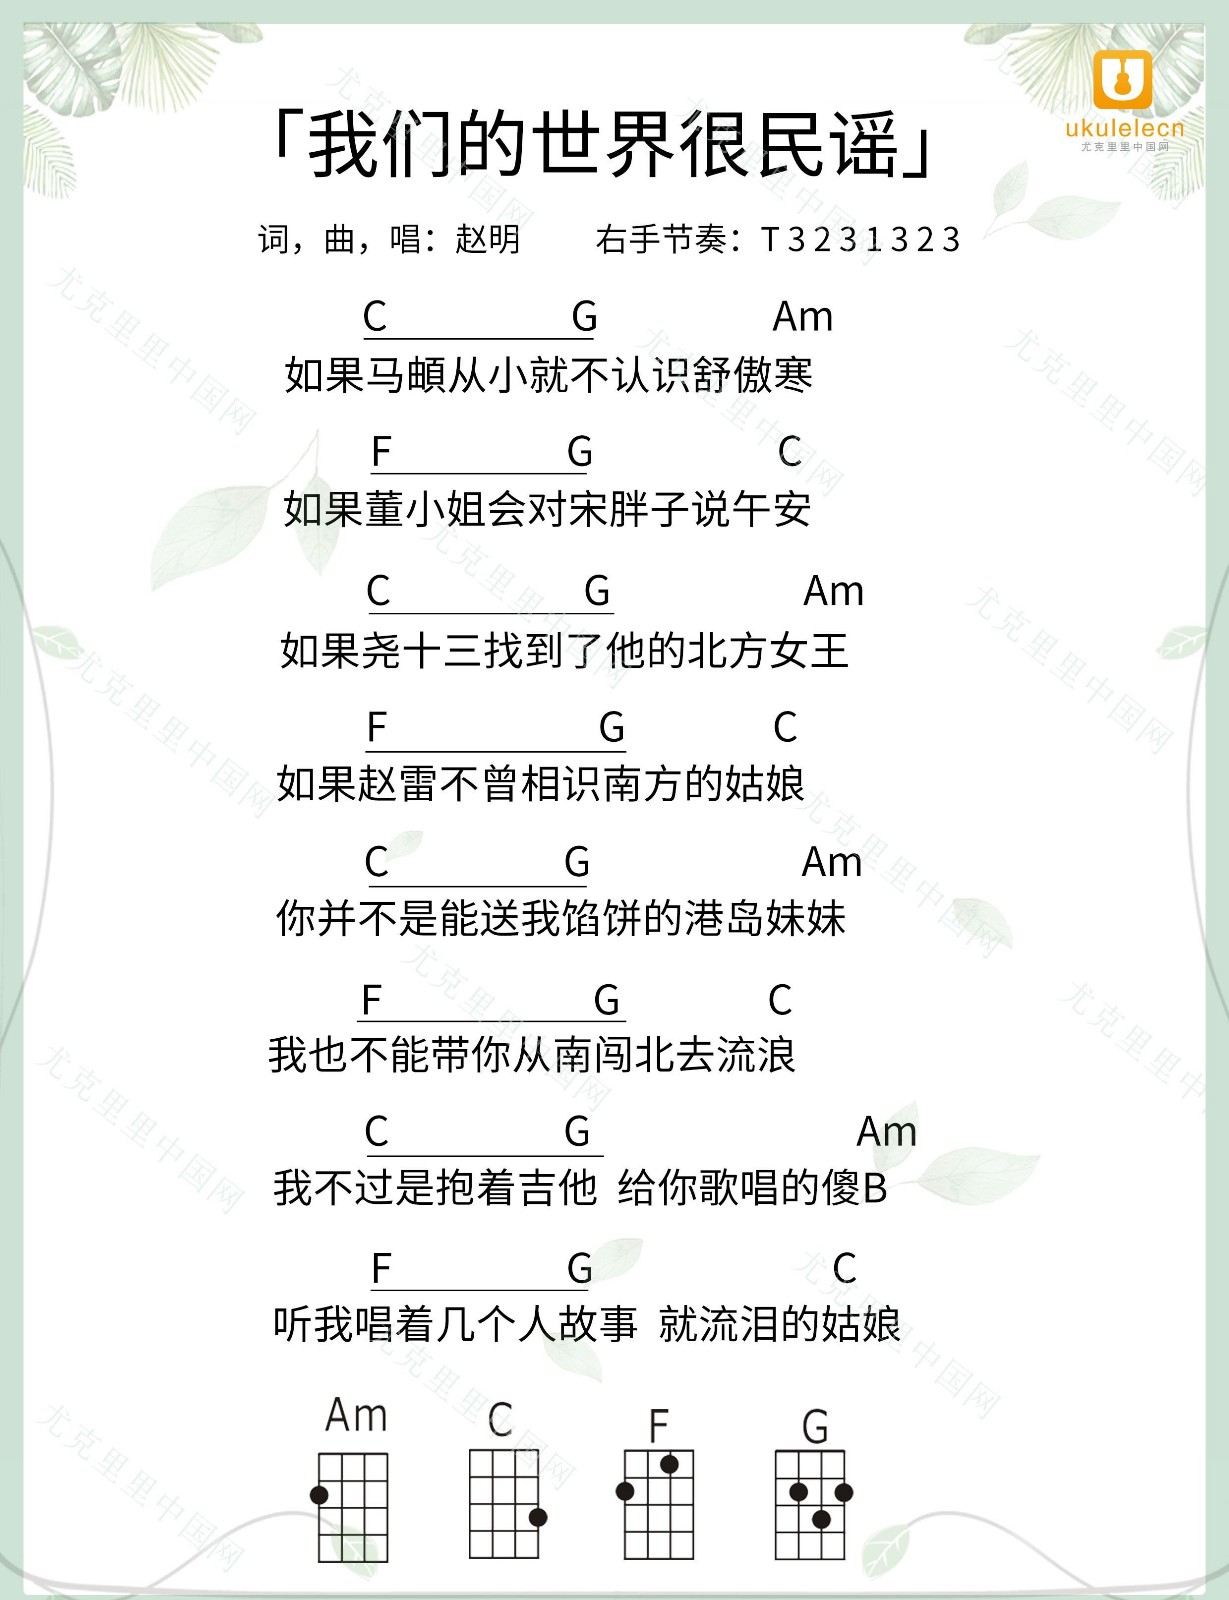 ukulelecn
尤克里里中国网
「我们的世界很民谣」
词，曲，唱：赵明 右手节奏：T 3 2 3 1 3 2 3
C G Am
如果马頔从小就不认识舒傲寒
F G C
如果董小姐会对宋胖子说午安
C G Am
如果尧十三找到了他的北方女王
F G C
如果赵雷不曾相识南方的姑娘
C G Am
你并不是能送我馅饼的港岛妹妹
F G C
我也不能带你从南闯北去流浪
C G Am
我不过是抱着吉他 给你歌唱的傻B
F G C
听我唱着几个人故事 就流泪的姑娘
Am C F G